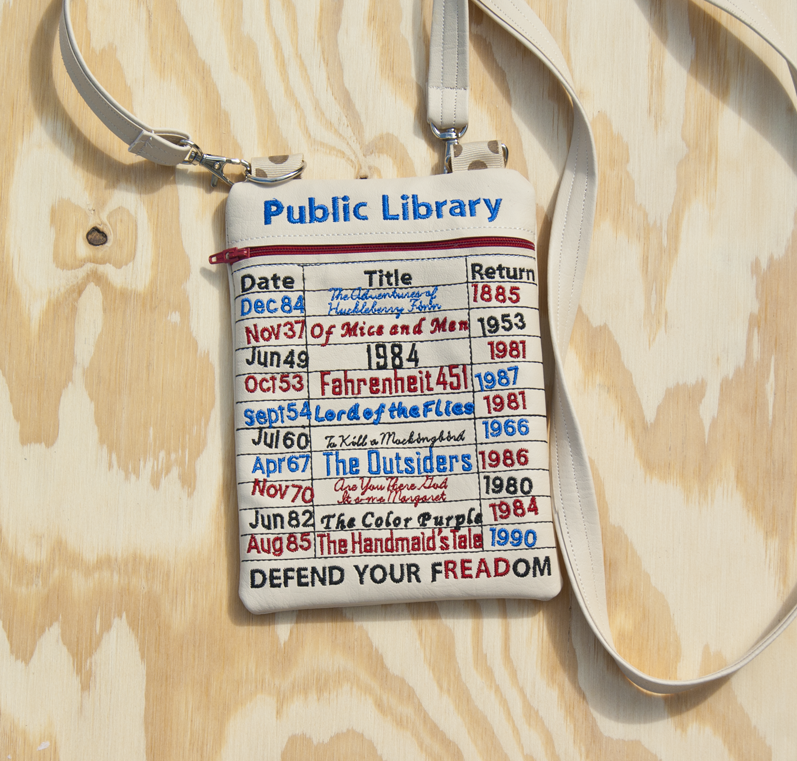 Public Library
Date Title Return
Dec84 The Adventures of Huckleberry Finn 1885
Nov37 Of Mice and Men 1953
Jun49 1984 1981
Oct53 Fahrenheit 451 1987
Sept54 Lord of the Flies 1981
Jul60 To Kill a Mockingbird 1966
Apr67 The Outsiders 1986
Nov70 Are You There God It's me Margaret 1980
Jun82 The Color Purple 1984
Aug85 The Handmaid's Tale 1990
DEFEND YOUR FREADOM